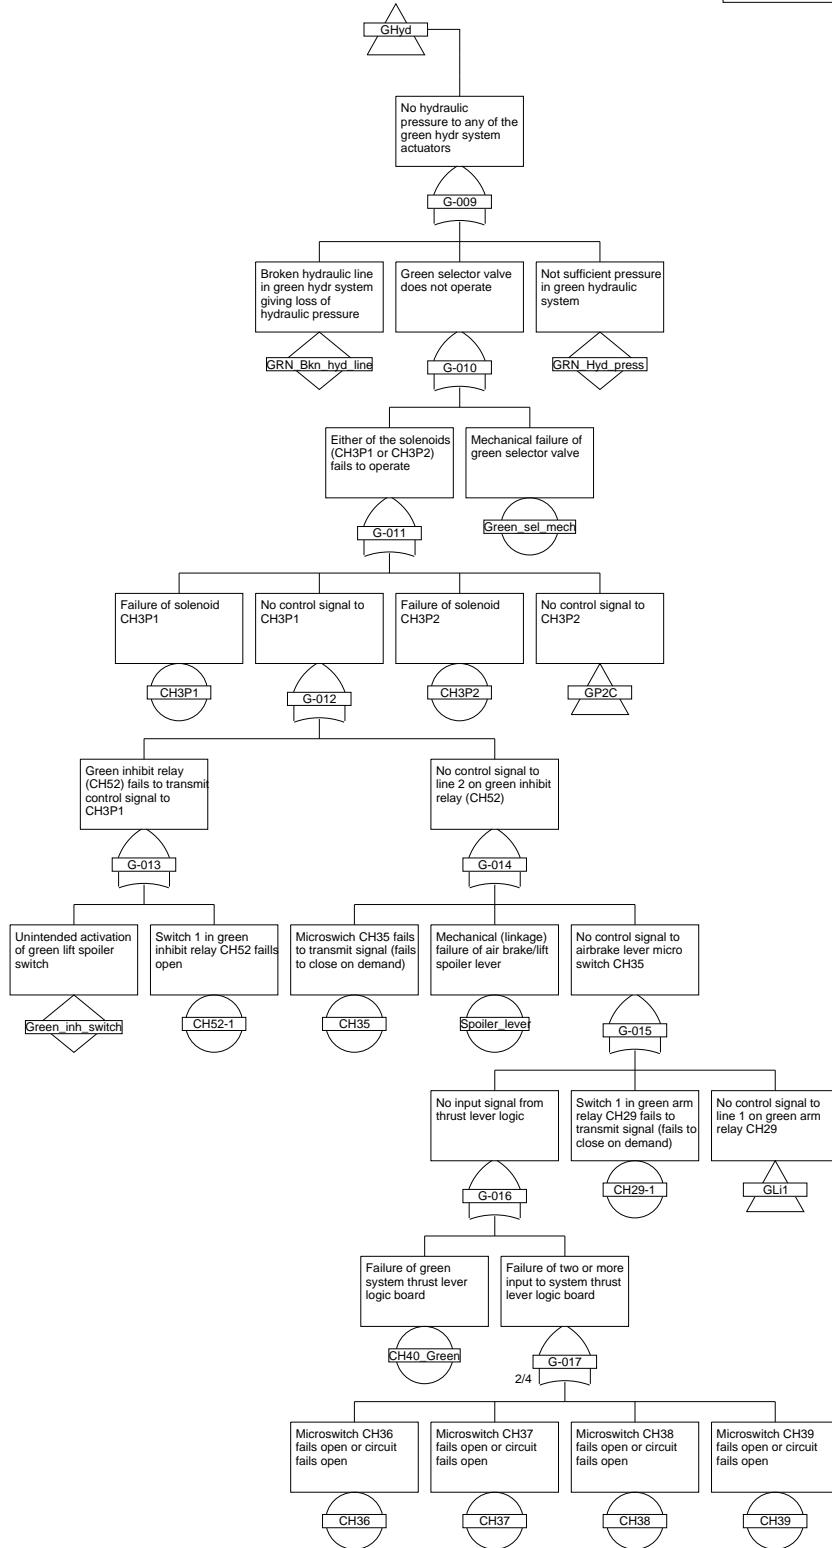 GHyd
No hydraulic
pressure to any of the
green hydr system
actuators
G-009
Broken hydraulic line
in green hydr system
giving loss of
hydraulic pressure
GRN_Bkn_hyd_line
Green selector valve
does not operate
G-010
Not sufficient pressure
in green hydraulic
system
GRN_Hyd_press
Either of the solenoids
(CH3P1 or CH3P2)
fails to operate
G-011
Mechanical failure of
green selector valve
Green_sel_mech
Failure of solenoid
CH3P1
CH3P1
No control signal to
CH3P1
G-012
Failure of solenoid
CH3P2
CH3P2
No control signal to
CH3P2
GP2C
Green inhibit relay
(CH52) fails to transmit
control signal to
CH3P1
G-013
No control signal to
line 2 on green inhibit
relay (CH52)
G-014
Unintended activation
of green lift spoiler
switch
Green_inh_switch
Switch 1 in green
inhibit relay CH52 faills
open
CH52-1
Microswich CH35 fails
to transmit signal (fails
to close on demand)
CH35
Mechanical (linkage)
failure of air brake/lift
spoiler lever
Spoiler_lever
No control signal to
airbrake lever micro
switch CH35
G-015
No input signal from
thrust lever logic
G-016
Switch 1 in green arm
relay CH29 fails to
transmit signal (fails to
close on demand)
CH29-1
No control signal to
line 1 on green arm
relay CH29
GLi1
Failure of green
system thrust lever
logic board
CH40_Green
Failure of two or more
input to system thrust
lever logic board
G-017
2/4
Microswitch CH36
fails open or circuit
fails open
CH36
Microswitch CH37
fails open or circuit
fails open
CH37
Microswitch CH38
fails open or circuit
fails open
CH38
Microswitch CH39
fails open or circuit
fails open
CH39